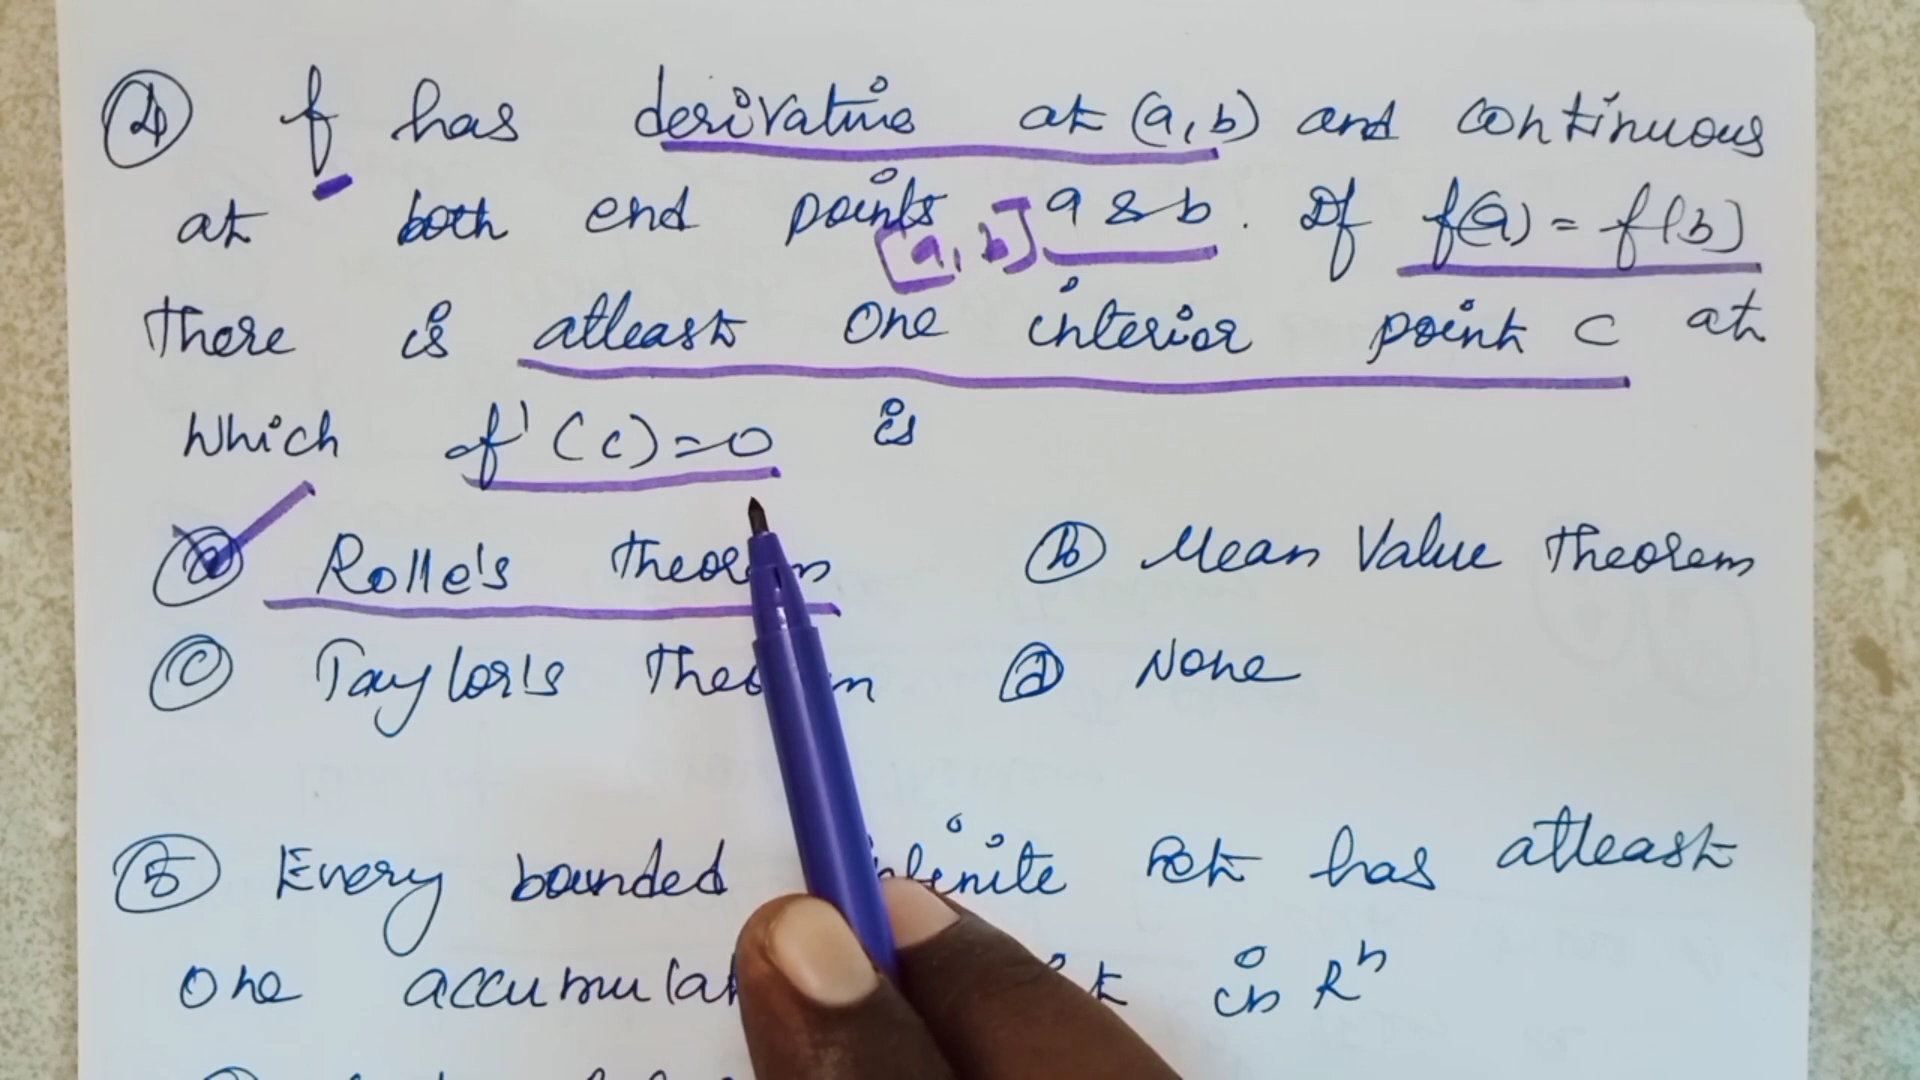 4 f has derivative at (a,b) and continuous
at both end points [a,b] a & b. If f(a) = f(b)
there is atleast one interior point c at
which f'(c)=0 is
a Rolle's theorem b Mean Value theorem
c Taylor's d None
5 Every bounded set has atleast
one in Rⁿ